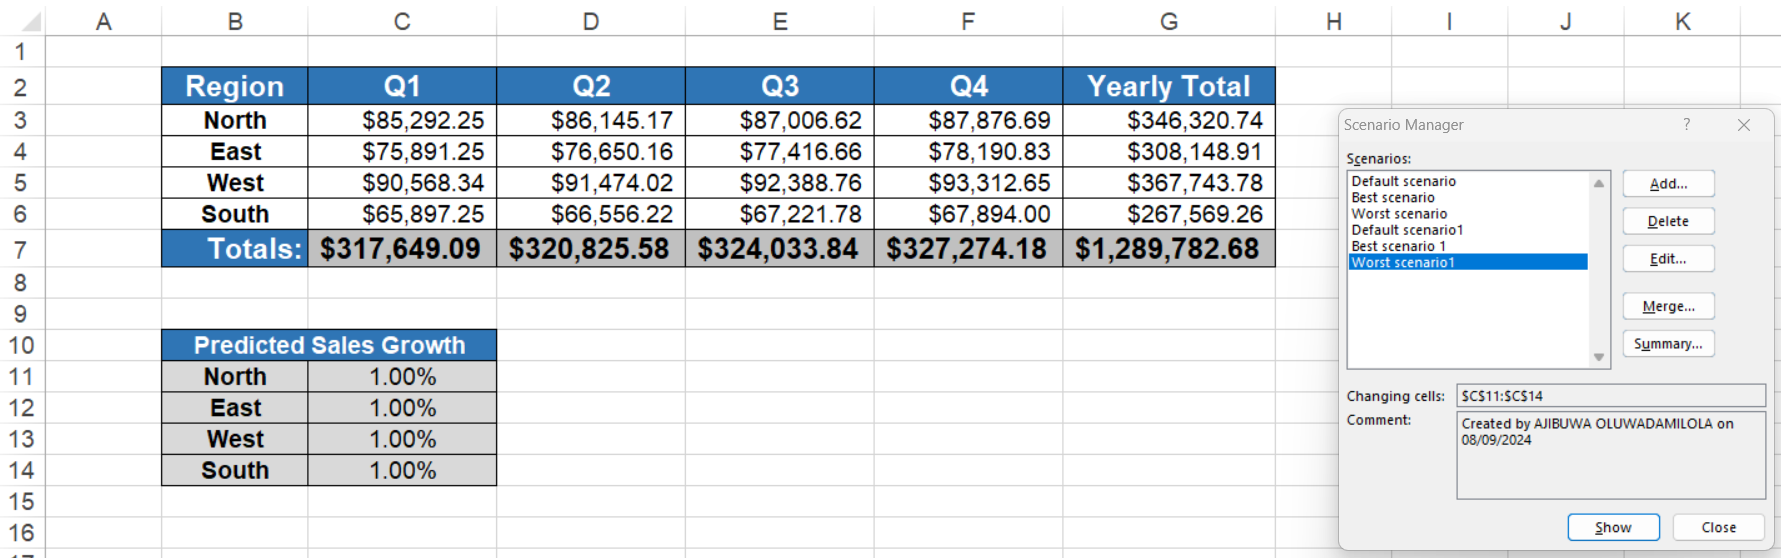 A B C D E F G H I J K
1
2 Region Q1 Q2 Q3 Q4 Yearly Total
3 North $85,292.25 $86,145.17 $87,006.62 $87,876.69 $346,320.74
4 East $75,891.25 $76,650.16 $77,416.66 $78,190.83 $308,148.91
5 West $90,568.34 $91,474.02 $92,388.76 $93,312.65 $367,743.78
6 South $65,897.25 $66,556.22 $67,221.78 $67,894.00 $267,569.26
7 Totals: $317,649.09 $320,825.58 $324,033.84 $327,274.18 $1,289,782.68
8
9
10 Predicted Sales Growth
11 North 1.00%
12 East 1.00%
13 West 1.00%
14 South 1.00%
15
16
Scenario Manager ?
Scenarios:
Default scenario
Best scenario
Worst scenario
Default scenario1
Best scenario 1
Worst scenario1
Add...
Delete
Edit...
Merge...
Summary...
Changing cells: $C$11:$C$14
Comment: Created by AJIBUWA OLUWADAMILOLA on
08/09/2024
Show Close